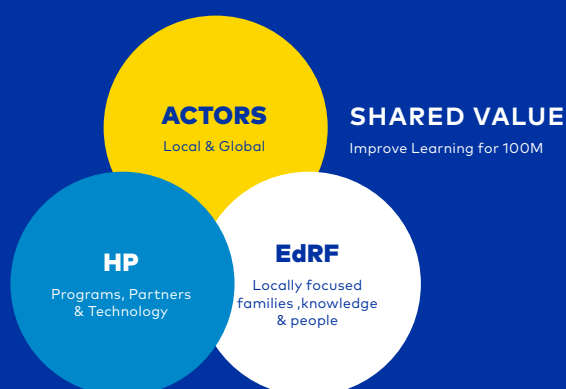 ACTORS
Local & Global
SHARED VALUE
Improve Learning for 100M
HP
Programs, Partners
& Technology
EdRF
Locally focused
families ,knowledge
& people